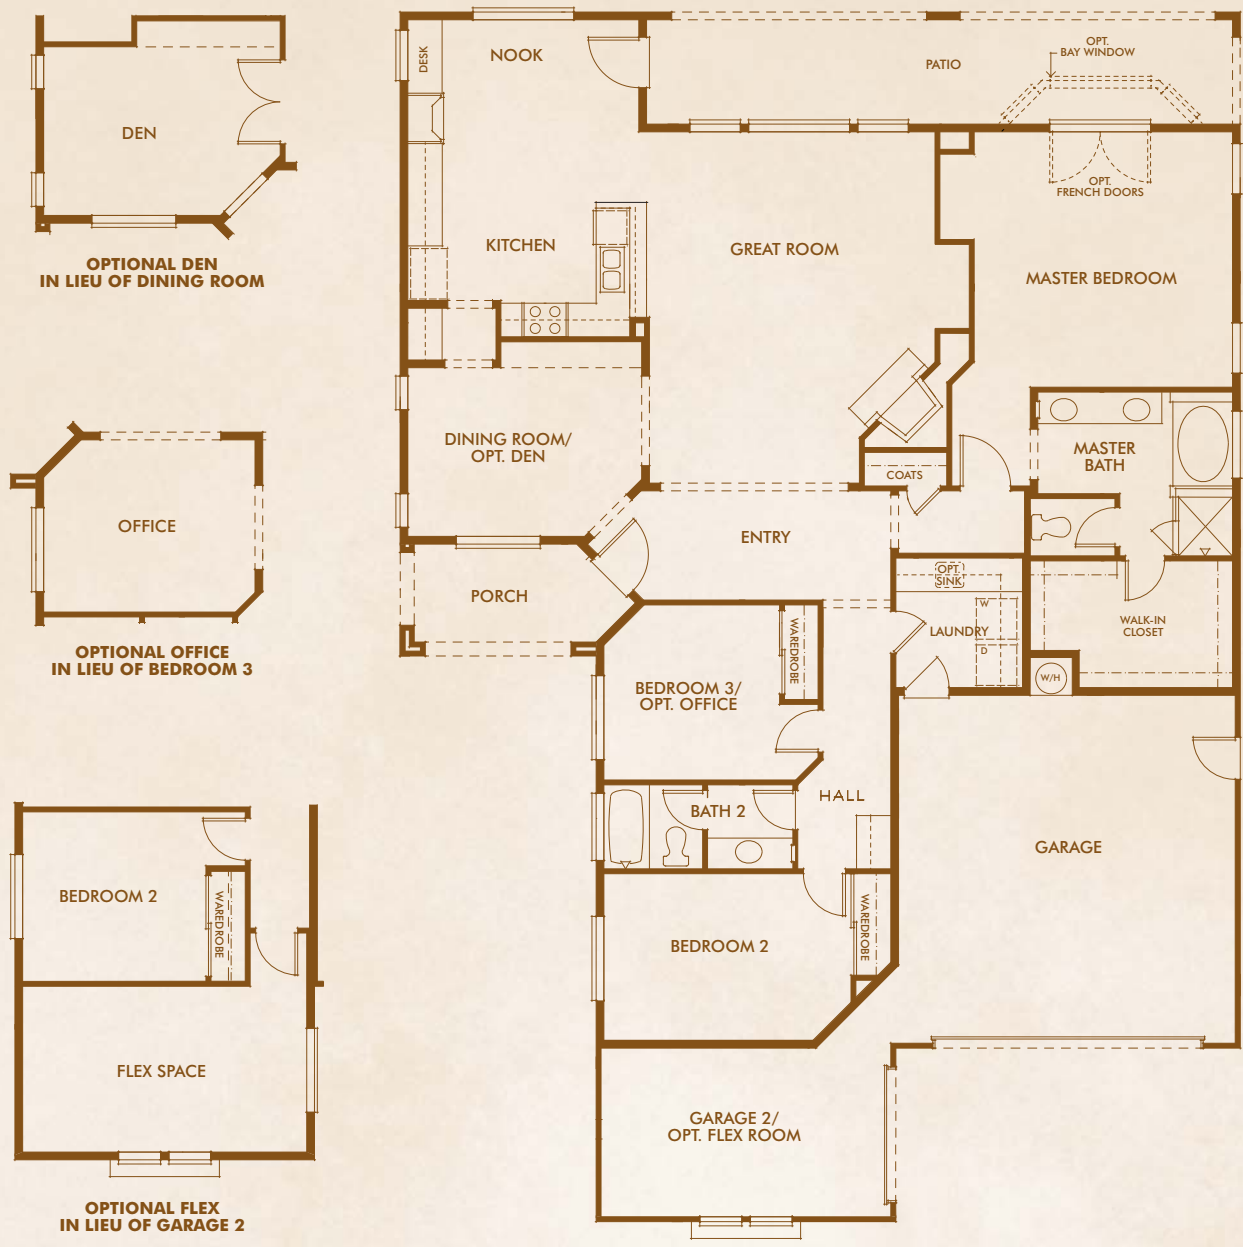 DEN
OPTIONAL DEN
IN LIEU OF DINING ROOM
OFFICE
OPTIONAL OFFICE
IN LIEU OF BEDROOM 3
BEDROOM 2
WAREDROBE
FLEX SPACE
OPTIONAL FLEX
IN LIEU OF GARAGE 2
DESK
NOOK
PATIO
OPT.
BAY WINDOW
OPT.
FRENCH DOORS
KITCHEN
GREAT ROOM
MASTER BEDROOM
DINING ROOM/
OPT. DEN
COATS
MASTER
BATH
ENTRY
PORCH
OPT.
SINK
W
LAUNDRY
D
WALK-IN
CLOSET
W/H
BEDROOM 3/
OPT. OFFICE
WAREDROBE
BATH 2
HALL
GARAGE
BEDROOM 2
WAREDROBE
GARAGE 2/
OPT. FLEX ROOM